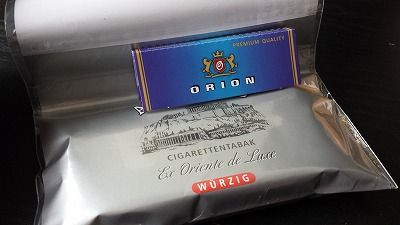 PREMIUM QUALITY
ORION
CIGARETTENTABAK
Ex Oriente de Luxe
WÜRZIG